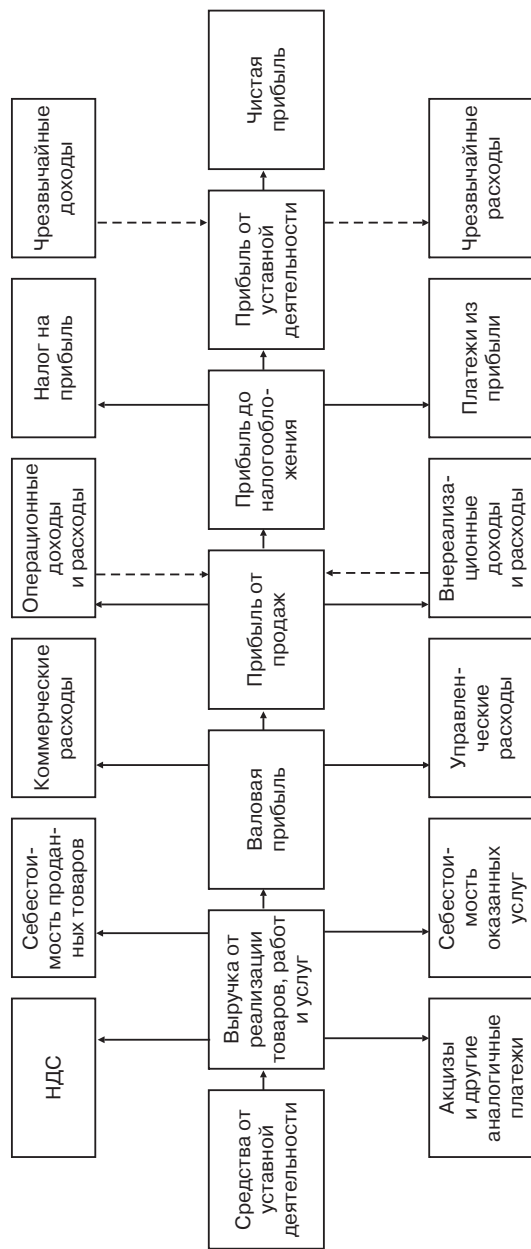 НДС
Себестои-
мость продан-
ных товаров
Коммерческие
расходы
Операционные
доходы
и расходы
Налог на
прибыль
Чрезвычайные
доходы
Средства от
уставной
деятельности
Выручка от
реализации
товаров, работ
и услуг
Валовая
прибыль
Прибыль от
продаж
Прибыль до
налогообло-
жения
Прибыль от
уставной
деятельности
Чистая
прибыль
Акцизы
и другие
аналогичные
платежи
Себестои-
мость
оказанных
услуг
Управлен-
ческие
расходы
Внереализа-
ционные
доходы
и расходы
Платежи из
прибыли
Чрезвычайные
расходы